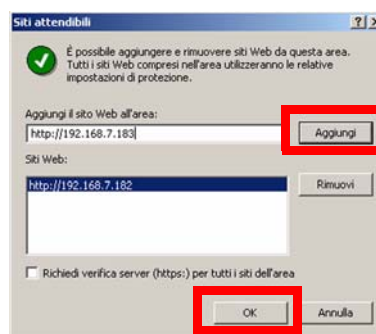 Siti attendibili
È possibile aggiungere e rimuovere siti Web da questa area.
Tutti i siti Web compresi nell'area utilizzeranno le relative
impostazioni di protezione.
Aggiungi il sito Web all'area:
http://192.168.7.183
Aggiungi
Siti Web:
http://192.168.7.182
Rimuovi
Richiedi verifica server (https:) per tutti i siti dell'area
OK
Annulla